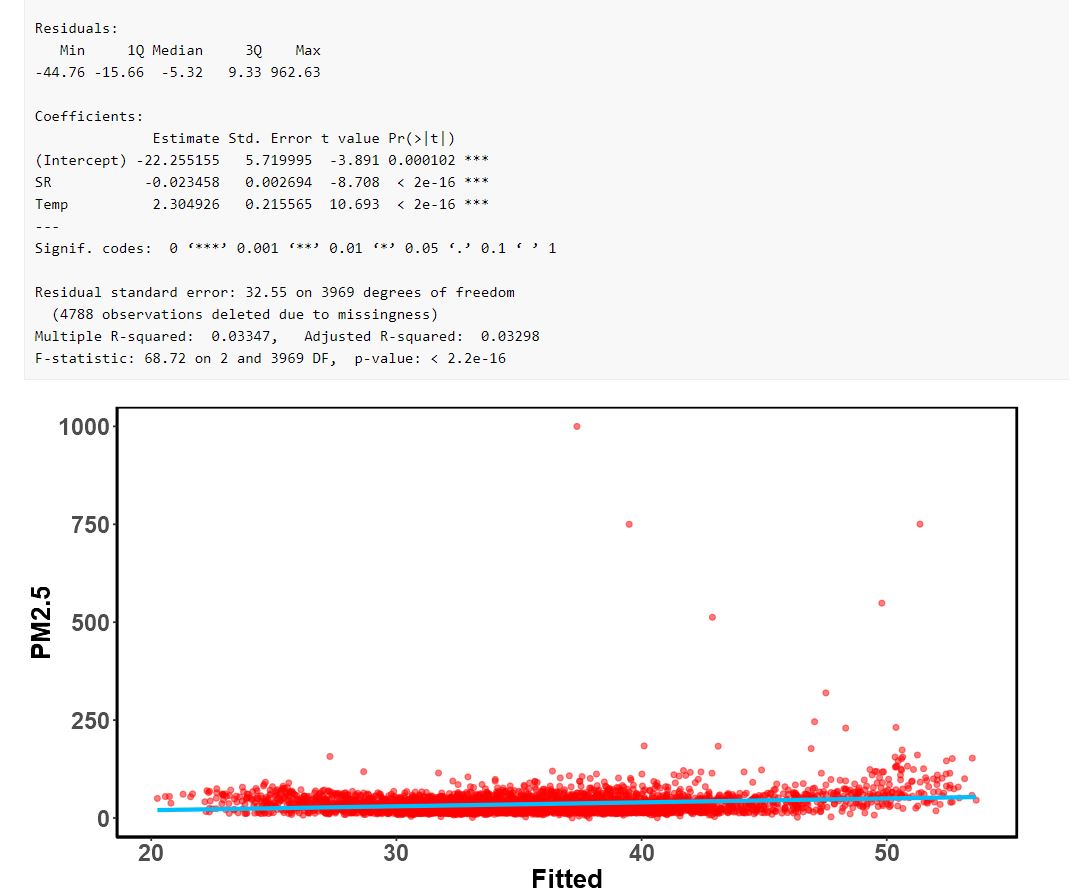 Residuals:
Min 1Q Median 3Q Max
-44.76 -15.66 -5.32 9.33 962.63
Coefficients:
Estimate Std. Error t value Pr(>|t|)
(Intercept) -22.255155 5.719995 -3.891 0.000102 ***
SR -0.023458 0.002694 -8.708 < 2e-16 ***
Temp 2.304926 0.215565 10.693 < 2e-16 ***
---
Signif. codes: 0 ‘***’ 0.001 ‘**’ 0.01 ‘*’ 0.05 ‘.’ 0.1 ‘ ’ 1
Residual standard error: 32.55 on 3969 degrees of freedom
(4788 observations deleted due to missingness)
Multiple R-squared: 0.03347, Adjusted R-squared: 0.03298
F-statistic: 68.72 on 2 and 3969 DF, p-value: < 2.2e-16
1000
750
500
250
0
PM2.5
20 30 40 50
Fitted